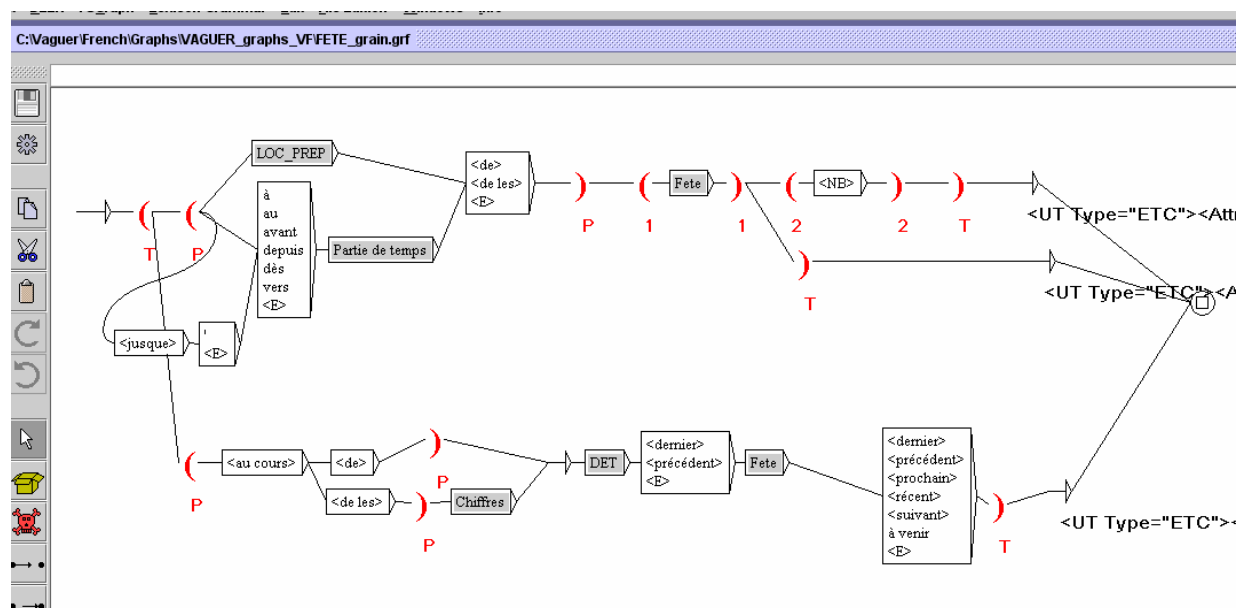 C:\Vaguer\French\Graphs\VAGUER_graphs_VF\FETE_grain.grf
LOC_PREP
<de>
<de les>
<E>
à
au
avant
depuis
dès
vers
<E>
Partie de temps
Fete
<NB>
T
P
P
1
1
2
2
T
<UT Type="ETC"><Attr
T
<UT Type="ETC"><A
<jusque>
'
<E>
P
<au cours>
<de>
P
<de les>
P
Chiffres
DET
<dernier>
<précédent>
<E>
Fete
<dernier>
<précédent>
<prochain>
<récent>
<suivant>
à venir
<E>
T
<UT Type="ETC"><